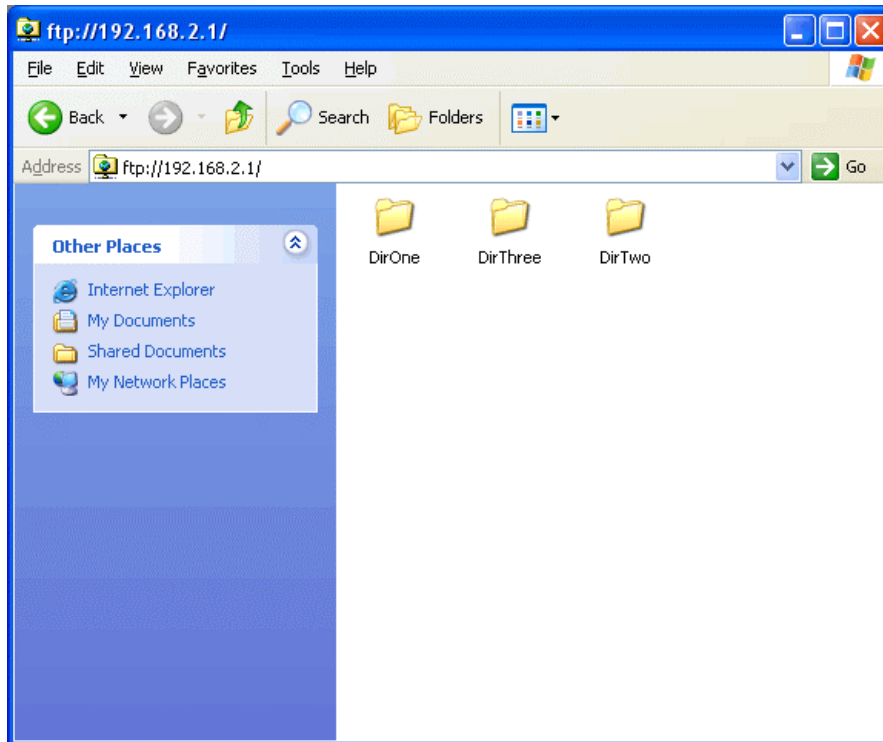 ftp://192.168.2.1/
File Edit View Favorites Tools Help
Back Search Folders
Address ftp://192.168.2.1/ Go
Other Places
Internet Explorer
My Documents
Shared Documents
My Network Places
DirOne DirThree DirTwo